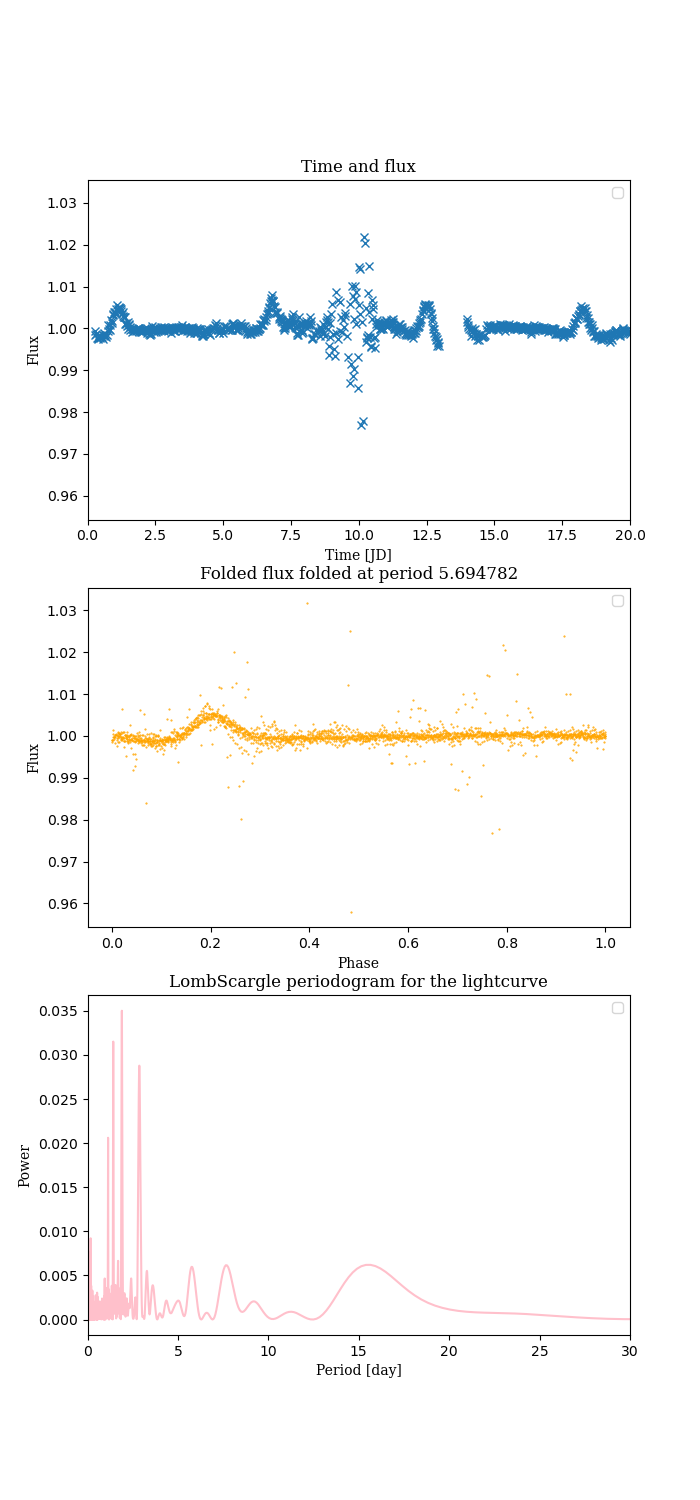 Time and flux
1.03
1.02
1.01
1.00
0.99
0.98
0.97
0.96
Flux
0.0 2.5 5.0 7.5 10.0 12.5 15.0 17.5 20.0
Time [JD]
Folded flux folded at period 5.694782
1.03
1.02
1.01
1.00
0.99
0.98
0.97
0.96
Flux
0.0 0.2 0.4 0.6 0.8 1.0
Phase
LombScargle periodogram for the lightcurve
0.035
0.030
0.025
0.020
0.015
0.010
0.005
0.000
Power
0 5 10 15 20 25 30
Period [day]